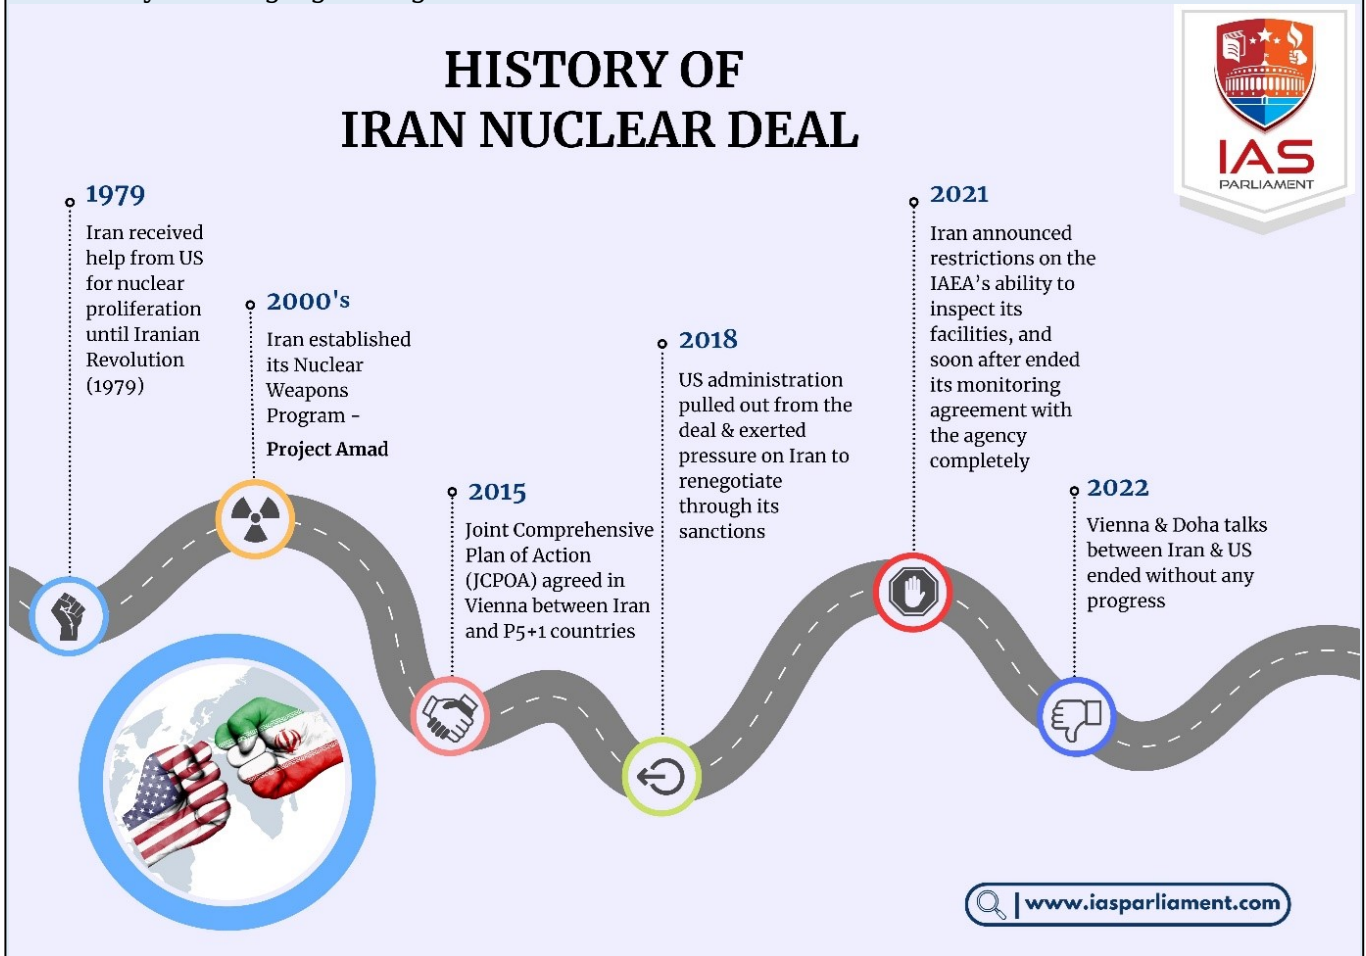 HISTORY OF
IRAN NUCLEAR DEAL
IAS
PARLIAMENT
1979
Iran received
help from US
for nuclear
proliferation
until Iranian
Revolution
(1979)
2000's
Iran established
its Nuclear
Weapons
Program -
Project Amad
2015
Joint Comprehensive
Plan of Action
(JCPOA) agreed in
Vienna between Iran
and P5+1 countries
2018
US administration
pulled out from the
deal & exerted
pressure on Iran to
renegotiate
through its
sanctions
2021
Iran announced
restrictions on the
IAEA's ability to
inspect its
facilities, and
soon after ended
its monitoring
agreement with
the agency
completely
2022
Vienna & Doha talks
between Iran & US
ended without any
progress
www.iasparliament.com